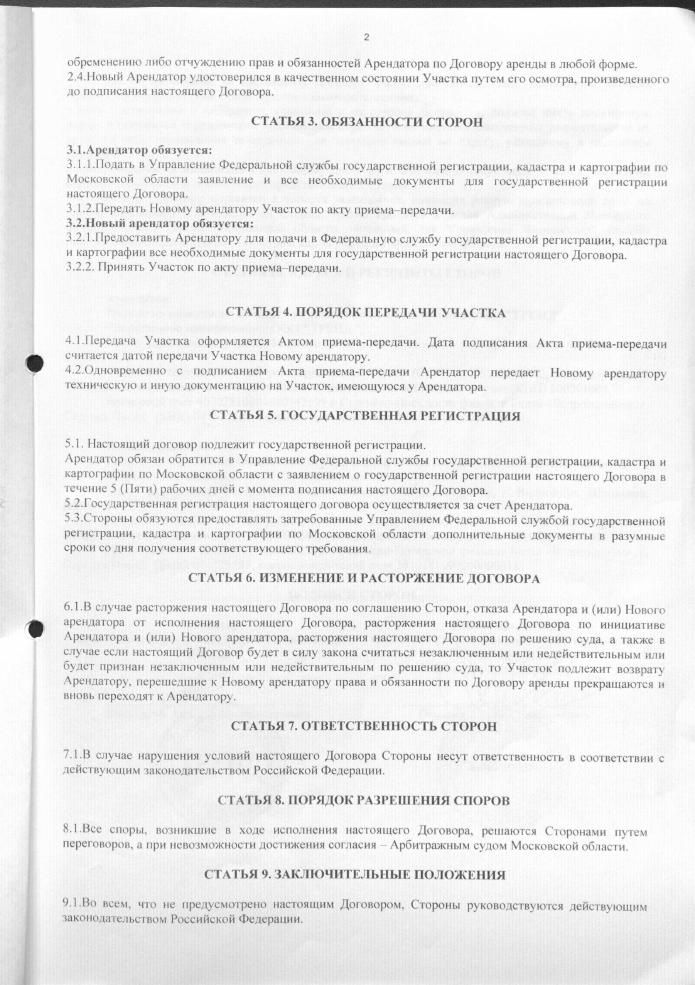 2
обременению либо отчуждению прав и обязанностей Арендатора по Договору аренды в любой форме.
2.4.Новый Арендатор удостоверился в качественном состоянии Участка путем его осмотра, произведенного
до подписания настоящего Договора.
СТАТЬЯ 3. ОБЯЗАННОСТИ СТОРОН
3.1.Арендатор обязуется:
3.1.1.Подать в Управление Федеральной службы государственной регистрации, кадастра и картографии по
Московской области заявление и все необходимые документы для государственной регистрации
настоящего Договора.
3.1.2.Передать Новому арендатору Участок по акту приема–передачи.
3.2.Новый арендатор обязуется:
3.2.1.Предоставить Арендатору для подачи в Федеральную службу государственной регистрации, кадастра
и картографии все необходимые документы для государственной регистрации настоящего Договора.
3.2.2. Принять Участок по акту приема–передачи.
СТАТЬЯ 4. ПОРЯДОК ПЕРЕДАЧИ УЧАСТКА
4.1.Передача Участка оформляется Актом приема-передачи. Дата подписания Акта приема-передачи
считается датой передачи Участка Новому арендатору.
4.2.Одновременно с подписанием Акта приема-передачи Арендатор передает Новому арендатору
техническую и иную документацию на Участок, имеющуюся у Арендатора.
СТАТЬЯ 5. ГОСУДАРСТВЕННАЯ РЕГИСТРАЦИЯ
5.1. Настоящий договор подлежит государственной регистрации.
Арендатор обязан обратится в Управление Федеральной службы государственной регистрации, кадастра и
картографии по Московской области с заявлением о государственной регистрации настоящего Договора в
течение 5 (Пяти) рабочих дней с момента подписания настоящего Договора.
5.2.Государственная регистрация настоящего договора осуществляется за счет Арендатора.
5.3.Стороны обязуются предоставлять затребованные Управлением Федеральной службой государственной
регистрации, кадастра и картографии по Московской области дополнительные документы в разумные
сроки со дня получения соответствующего требования.
СТАТЬЯ 6. ИЗМЕНЕНИЕ И РАСТОРЖЕНИЕ ДОГОВОРА
6.1.В случае расторжения настоящего Договора по соглашению Сторон, отказа Арендатора и (или) Нового
арендатора от исполнения настоящего Договора, расторжения настоящего Договора по инициативе
Арендатора и (или) Нового арендатора, расторжения настоящего Договора по решению суда, а также в
случае если настоящий Договор будет в силу закона считаться незаключенным или недействительным или
будет признан незаключенным или недействительным по решению суда, то Участок подлежит возврату
Арендатору, перешедшие к Новому арендатору права и обязанности по Договору аренды прекращаются и
вновь переходят к Арендатору.
СТАТЬЯ 7. ОТВЕТСТВЕННОСТЬ СТОРОН
7.1.В случае нарушения условий настоящего Договора Стороны несут ответственность в соответствии с
действующим законодательством Российской Федерации.
СТАТЬЯ 8. ПОРЯДОК РАЗРЕШЕНИЯ СПОРОВ
8.1.Все споры, возникшие в ходе исполнения настоящего Договора, решаются Сторонами путем
переговоров, а при невозможности достижения согласия – Арбитражным судом Московской области.
СТАТЬЯ 9. ЗАКЛЮЧИТЕЛЬНЫЕ ПОЛОЖЕНИЯ
9.1.Во всем, что не предусмотрено настоящим Договором, Стороны руководствуются действующим
законодательством Российской Федерации.